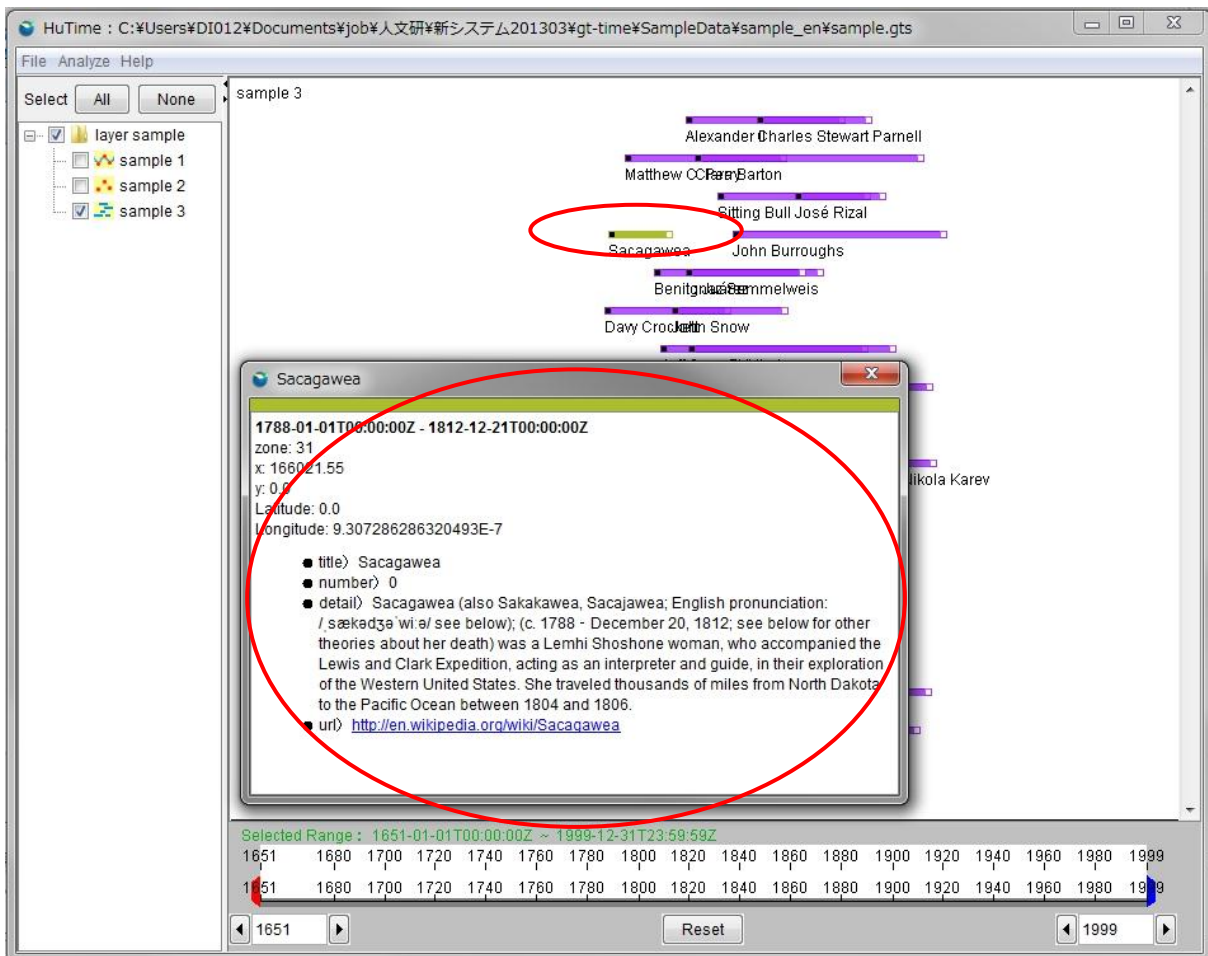 HuTime : C:¥Users¥DI012¥Documents¥job¥人文研¥新システム201303¥gt-time¥SampleData¥sample_en¥sample.gts
File Analyze Help
Select All None
layer sample
sample 1
sample 2
sample 3
sample 3
Alexander Charles Stewart Parnell
Matthew Barton
Sitting Bull José Rizal
Sacagawea John Burroughs
Semmelweis
Davy Crockett John Snow
Nikola Karev
Sacagawea
1788-01-01T00:00:00Z - 1812-12-21T00:00:00Z
zone: 31
x: 166021.55
y: 0.0
Latitude: 0.0
Longitude: 9.307286286320493E-7
● title）Sacagawea
● number）0
● detail）Sacagawea (also Sakakawea, Sacajawea; English pronunciation:
/ˌsækədʒəˈwiːə/ see below); (c. 1788 - December 20, 1812; see below for other
theories about her death) was a Lemhi Shoshone woman, who accompanied the
Lewis and Clark Expedition, acting as an interpreter and guide, in their exploration
of the Western United States. She traveled thousands of miles from North Dakota
to the Pacific Ocean between 1804 and 1806.
● url）http://en.wikipedia.org/wiki/Sacagawea
Selected Range : 1651-01-01T00:00:00Z ~ 1999-12-31T23:59:59Z
1651 1680 1700 1720 1740 1760 1780 1800 1820 1840 1860 1880 1900 1920 1940 1960 1980 1999
1651 1680 1700 1720 1740 1760 1780 1800 1820 1840 1860 1880 1900 1920 1940 1960 1980 1999
1651 Reset 1999